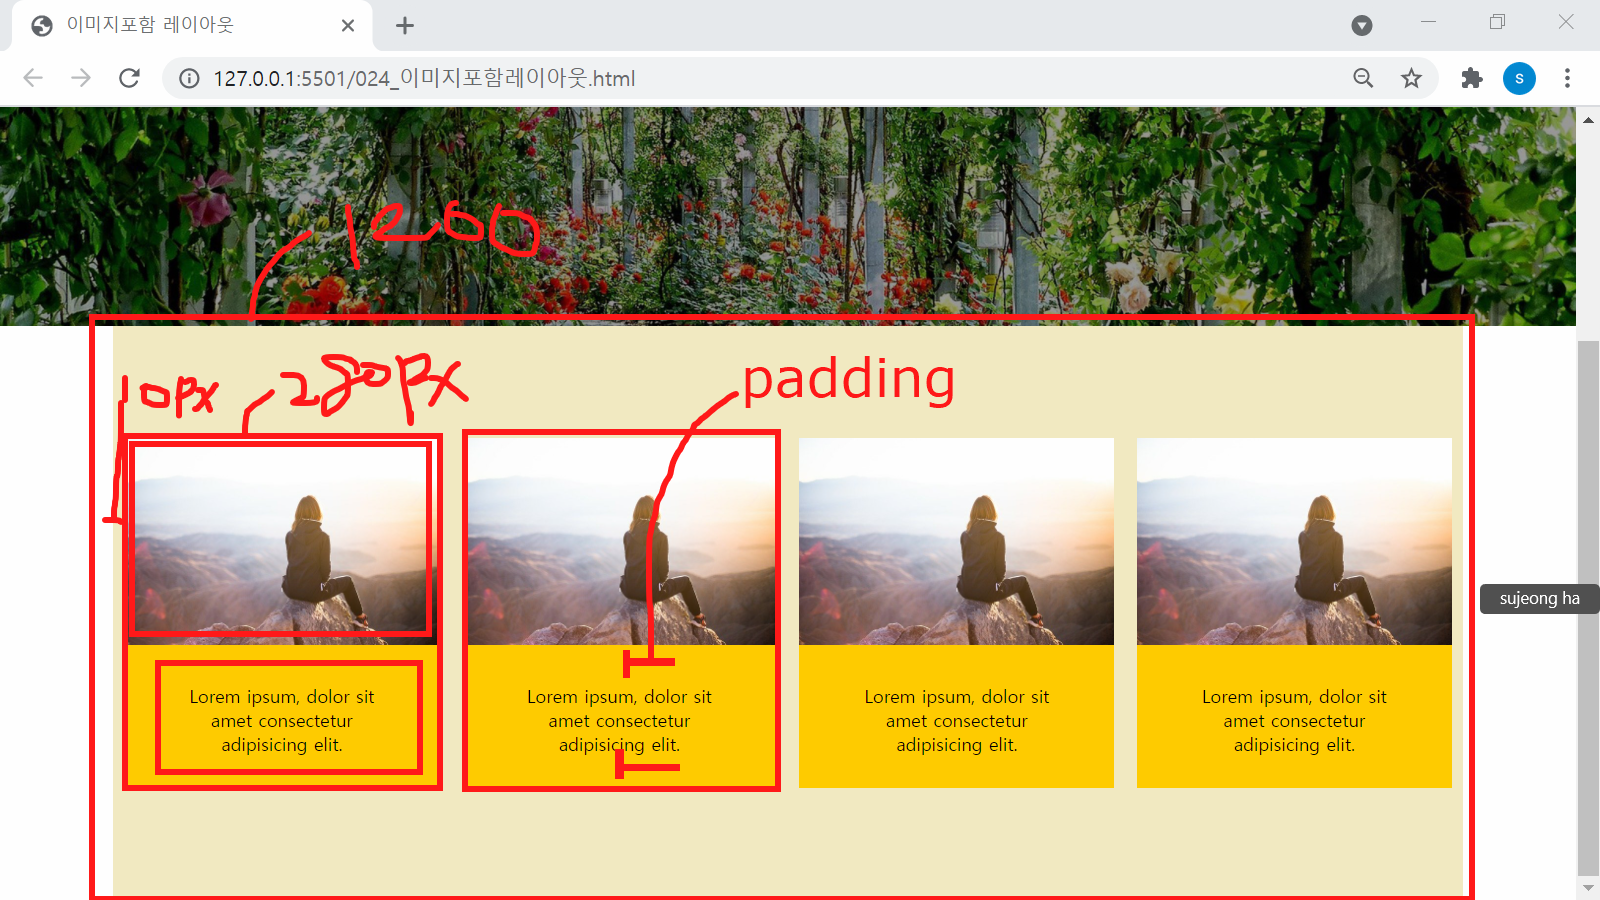 이미지포함 레이아웃
127.0.0.1:5501/024_이미지포함레이아웃.html
s
1200
10px
280px
padding
sujeong ha
Lorem ipsum, dolor sit
amet consectetur
adipisicing elit.
Lorem ipsum, dolor sit
amet consectetur
adipisicing elit.
Lorem ipsum, dolor sit
amet consectetur
adipisicing elit.
Lorem ipsum, dolor sit
amet consectetur
adipisicing elit.